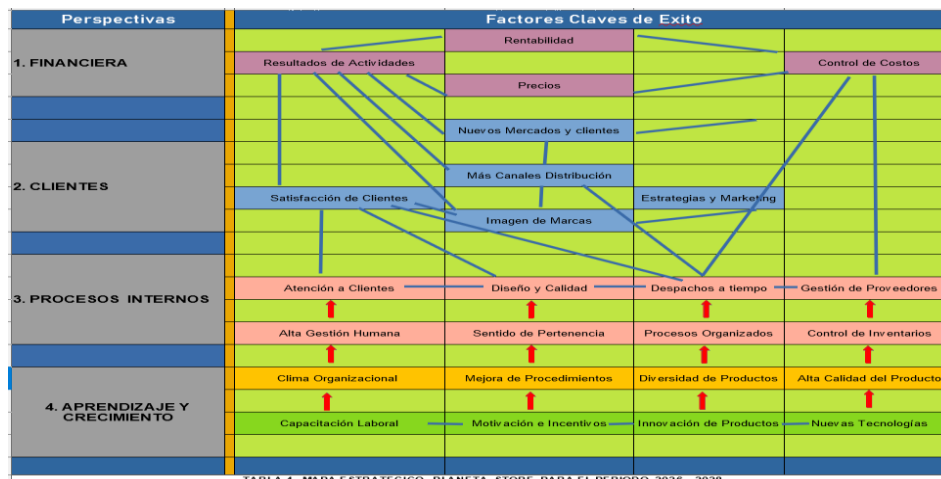 Perspectivas
Factores Claves de Exito
Rentabilidad
1. FINANCIERA
Resultados de Actividades
Control de Costos
Precios
Nuevos Mercados y clientes
2. CLIENTES
Más Canales Distribución
Satisfacción de Clientes
Estrategias y Marketing
Imagen de Marcas
3. PROCESOS INTERNOS
Atención a Clientes
Diseño y Calidad
Despachos a tiempo
Gestión de Proveedores
Alta Gestión Humana
Sentido de Pertenencia
Procesos Organizados
Control de Inventarios
4. APRENDIZAJE Y
CRECIMIENTO
Clima Organizacional
Mejora de Procedimientos
Diversidad de Productos
Alta Calidad del Producto
Capacitación Laboral
Motivación e Incentivos
Innovación de Productos
Nuevas Tecnologías